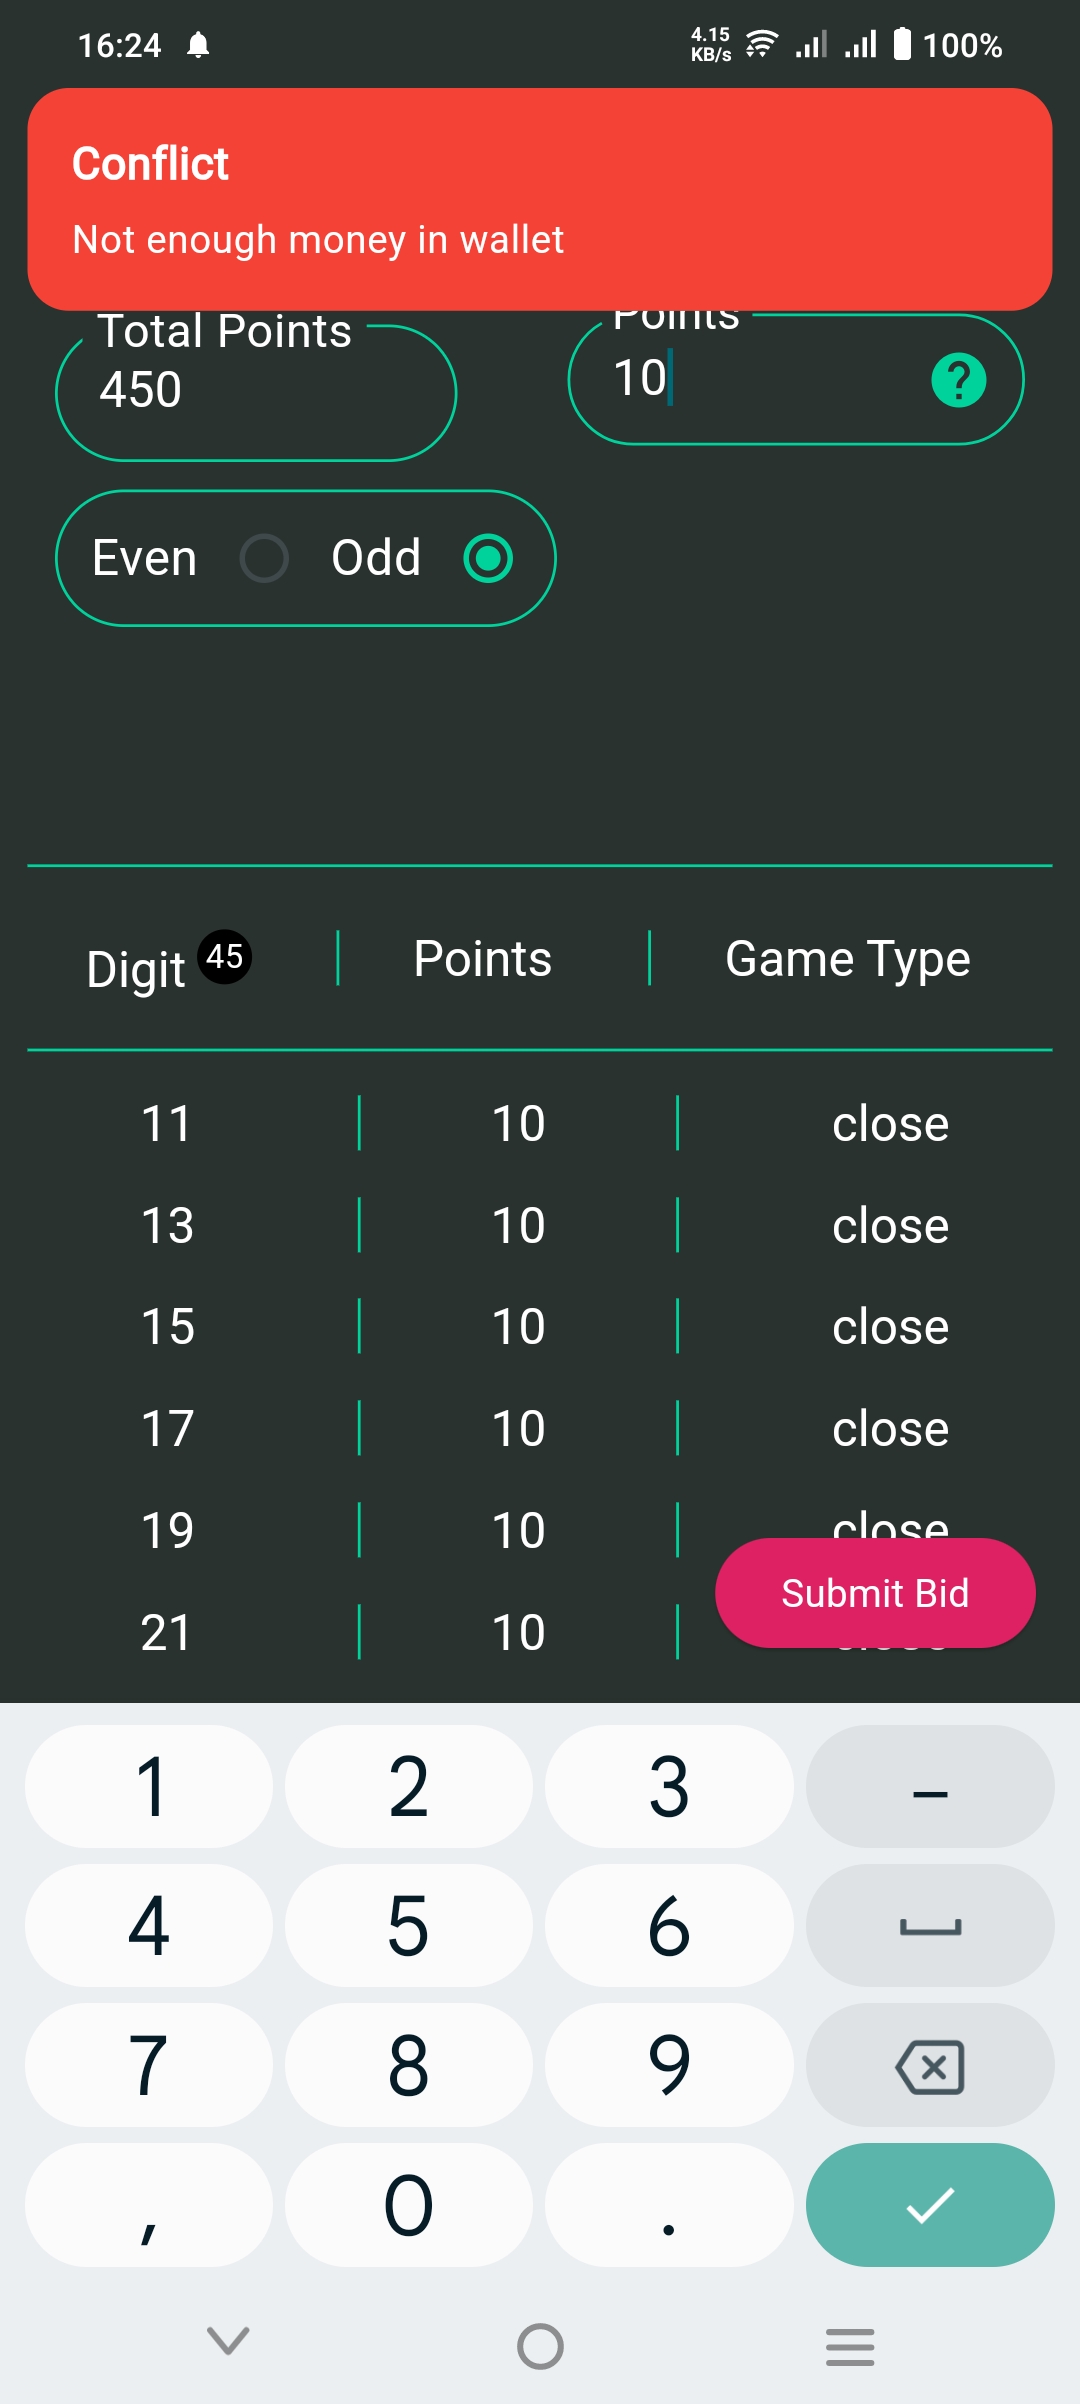 16:24 4.15 KB/s 100%
Conflict
Not enough money in wallet
Total Points Points
450 10
Even Odd
Digit 45 Points Game Type
11 10 close
13 10 close
15 10 close
17 10 close
19 10 close
Submit Bid
21 10 close
1 2 3 –
4 5 6
7 8 9
, 0 .